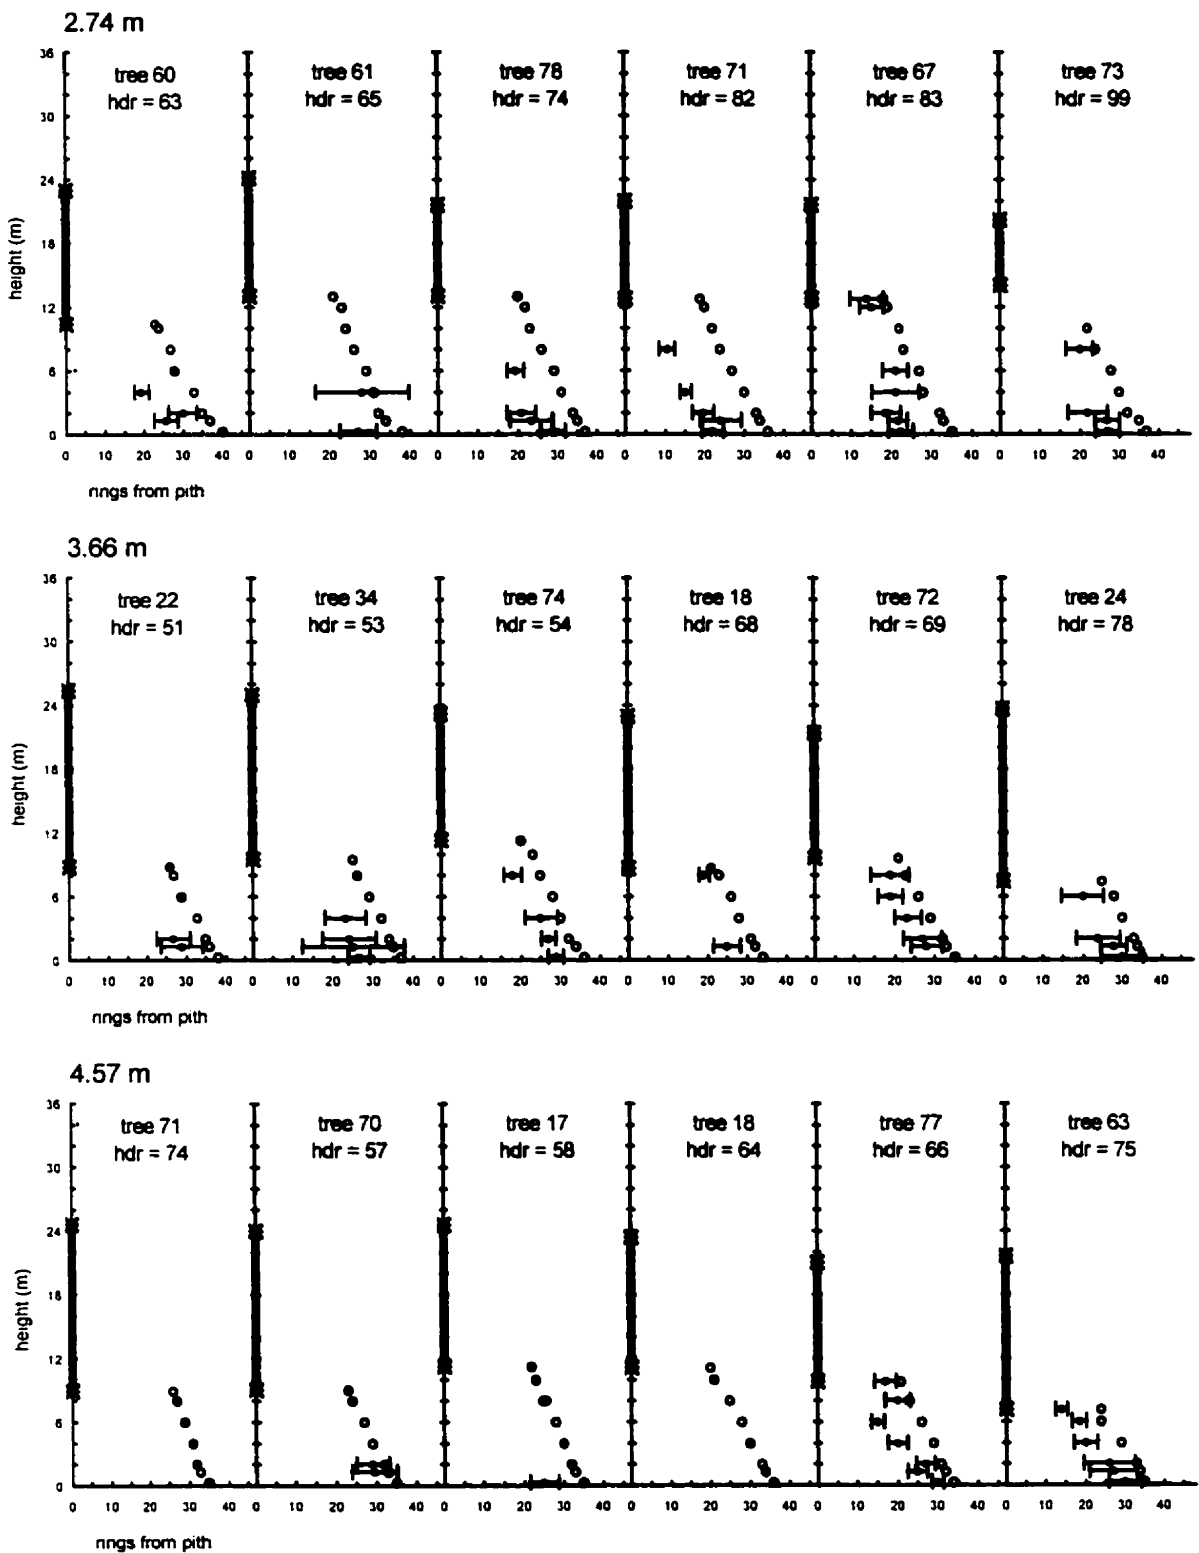 2.74 m
36
tree 60
tree 61
tree 78
tree 71
tree 67
tree 73
hdr = 63
hdr = 65
hdr = 74
hdr = 82
hdr = 83
hdr = 99
30
24
18
height (m)
12
6
0
0 10 20 30 40 0 10 20 30 40 0 10 20 30 40 0 10 20 30 40 0 10 20 30 40 0 10 20 30 40
rings from pith
3.66 m
36
tree 22
tree 34
tree 74
tree 18
tree 72
tree 24
hdr = 51
hdr = 53
hdr = 54
hdr = 68
hdr = 69
hdr = 78
30
24
18
height (m)
12
6
0
0 10 20 30 40 0 10 20 30 40 0 10 20 30 40 0 10 20 30 40 0 10 20 30 40 0 10 20 30 40
rings from pith
4.57 m
36
tree 71
tree 70
tree 17
tree 18
tree 77
tree 63
hdr = 74
hdr = 57
hdr = 58
hdr = 64
hdr = 66
hdr = 75
30
24
18
height (m)
12
6
0
0 10 20 30 40 0 10 20 30 40 0 10 20 30 40 0 10 20 30 40 0 10 20 30 40 0 10 20 30 40
rings from pith